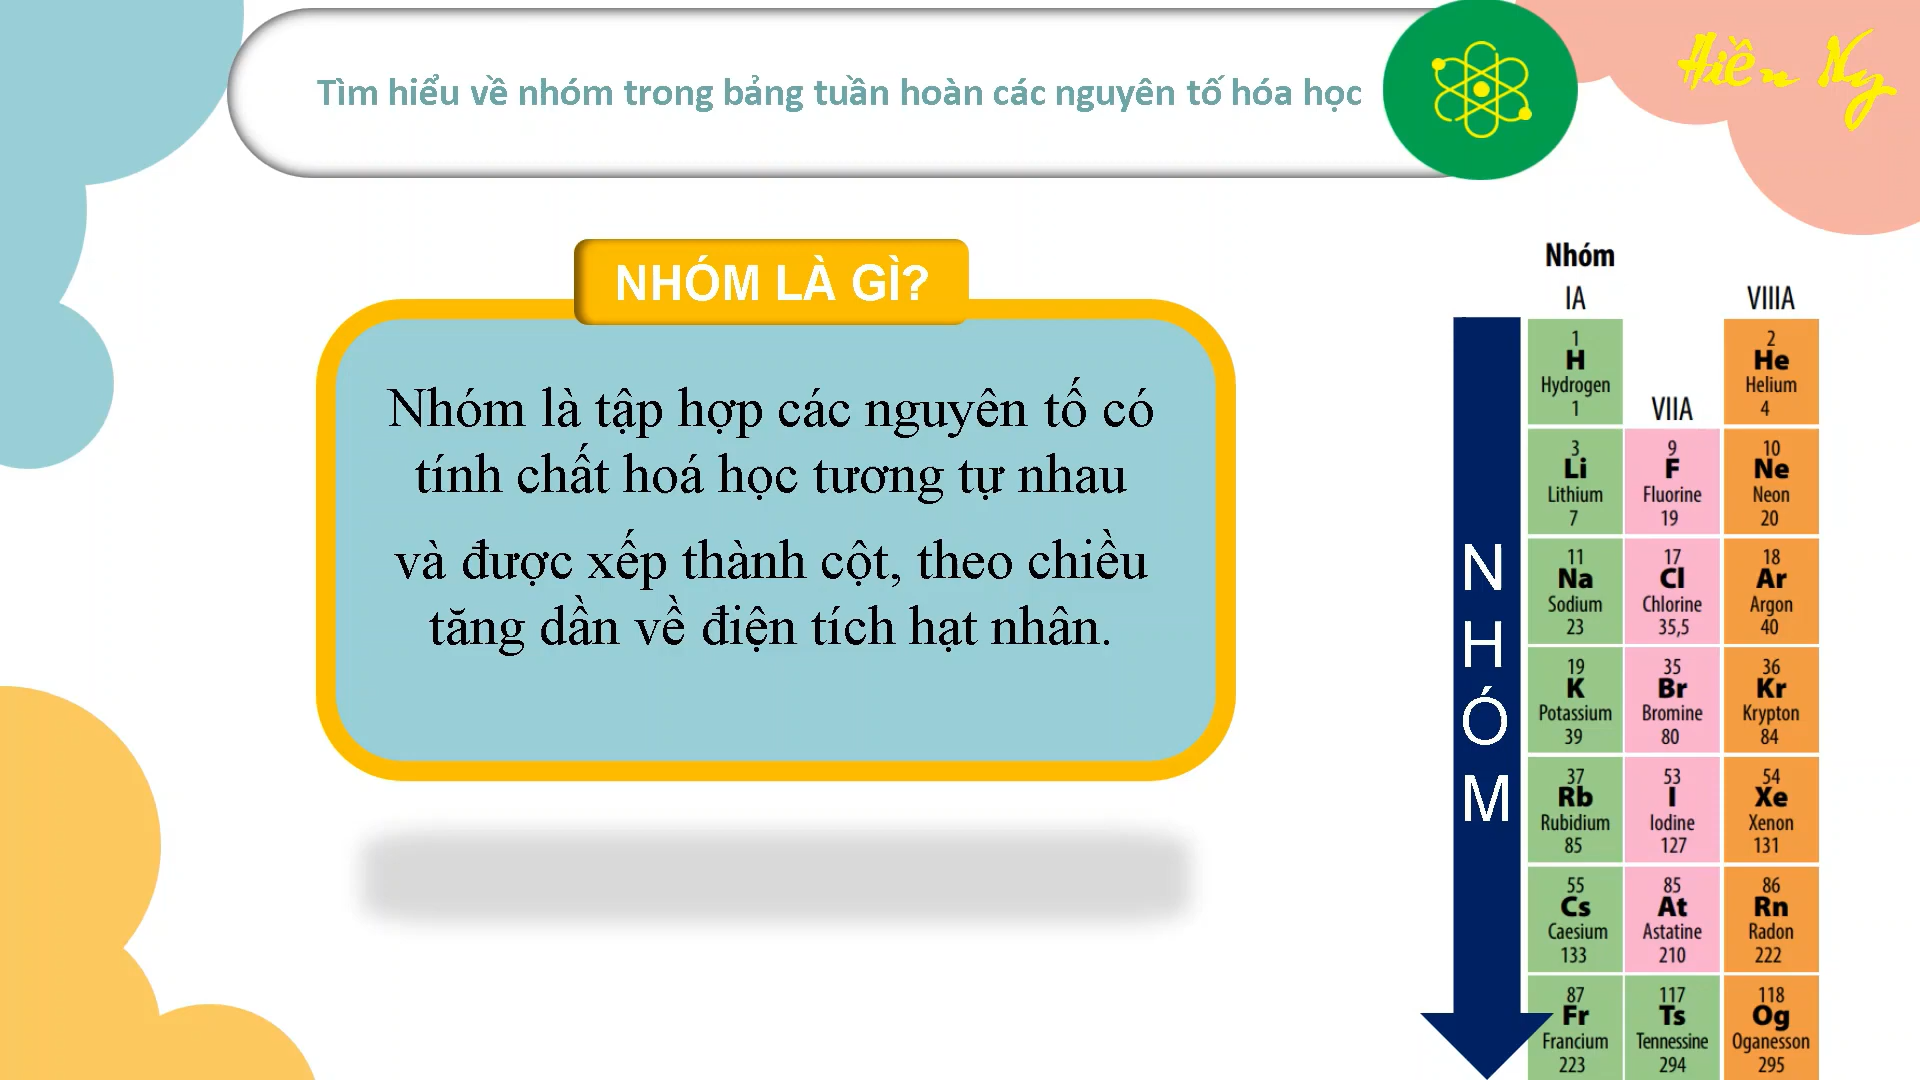 Tìm hiểu về nhóm trong bảng tuần hoàn các nguyên tố hóa học
Hiền Ny
NHÓM LÀ GÌ?
Nhóm là tập hợp các nguyên tố có
tính chất hoá học tương tự nhau
và được xếp thành cột, theo chiều
tăng dần về điện tích hạt nhân.
NHÓM
Nhóm
IA
1
H
Hydrogen
1
3
Li
Lithium
7
11
Na
Sodium
23
19
K
Potassium
39
37
Rb
Rubidium
85
55
Cs
Caesium
133
87
Fr
Francium
223
VIIA
9
F
Fluorine
19
17
Cl
Chlorine
35,5
35
Br
Bromine
80
53
I
Iodine
127
85
At
Astatine
210
117
Ts
Tennessine
294
VIIIA
2
He
Helium
4
10
Ne
Neon
20
18
Ar
Argon
40
36
Kr
Krypton
84
54
Xe
Xenon
131
86
Rn
Radon
222
118
Og
Oganesson
295